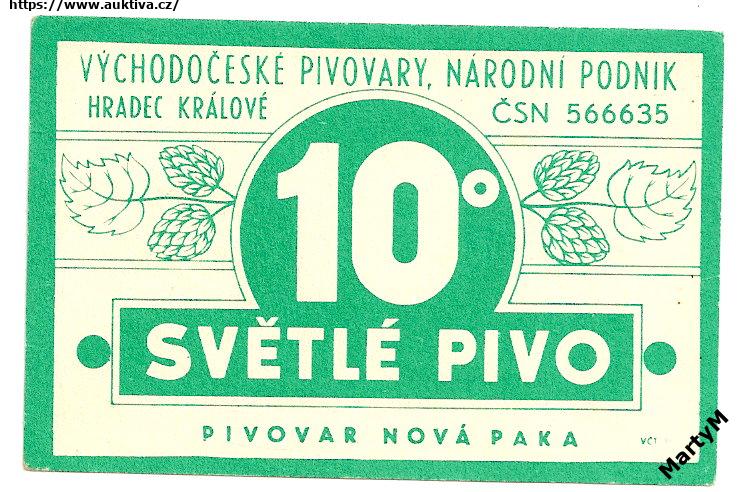 https://www.auktiva.cz/
VÝCHODOČESKÉ PIVOVARY, NÁRODNÍ PODNIK
HRADEC KRÁLOVÉ
ČSN 566635
10°
SVĚTLÉ PIVO
PIVOVAR NOVÁ PAKA
MartyM